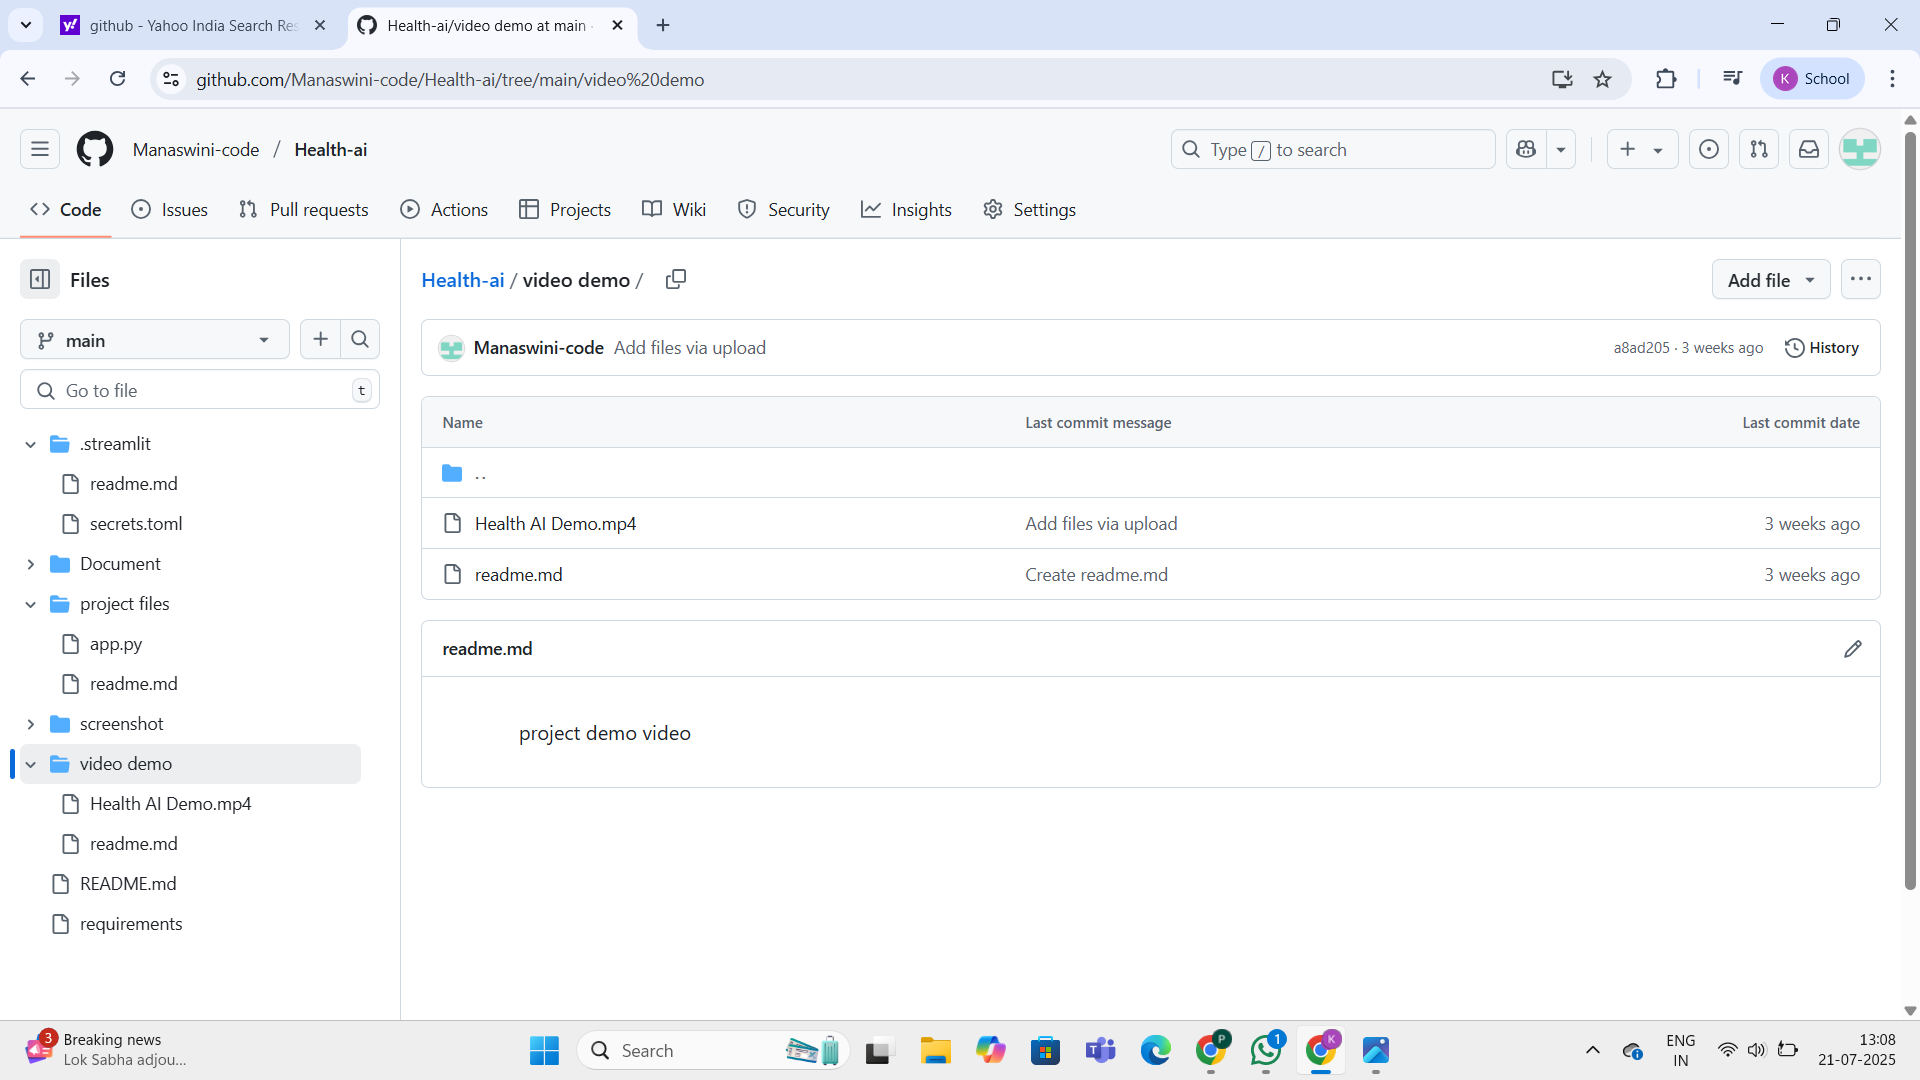 github - Yahoo India Search Res
Health-ai/video demo at main ·
github.com/Manaswini-code/Health-ai/tree/main/video%20demo
K School
Manaswini-code / Health-ai
Type / to search
Code
Issues
Pull requests
Actions
Projects
Wiki
Security
Insights
Settings
Files
main
Go to file
t
.streamlit
readme.md
secrets.toml
Document
project files
app.py
readme.md
screenshot
video demo
Health AI Demo.mp4
readme.md
README.md
requirements
Health-ai / video demo /
Add file
Manaswini-code Add files via upload
a8ad205 · 3 weeks ago
History
Name Last commit message Last commit date
..
Health AI Demo.mp4 Add files via upload 3 weeks ago
readme.md Create readme.md 3 weeks ago
readme.md
project demo video
3
Breaking news
Lok Sabha adjou...
Search
P
1
K
ENG
IN
13:08
21-07-2025